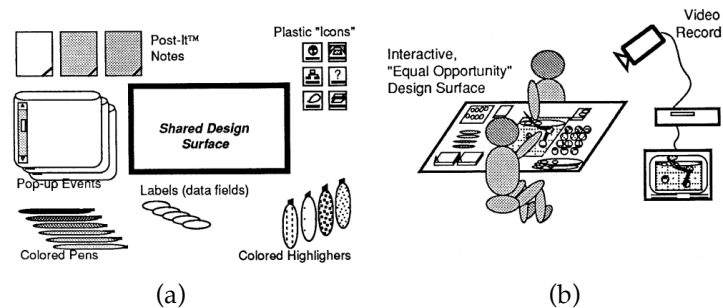 Post-It™
Notes
Plastic "Icons"
?
Shared Design
Surface
Pop-up Events
Labels (data fields)
Colored Pens
Colored Highlighers
(a)
Video
Record
Interactive,
"Equal Opportunity"
Design Surface
(b)